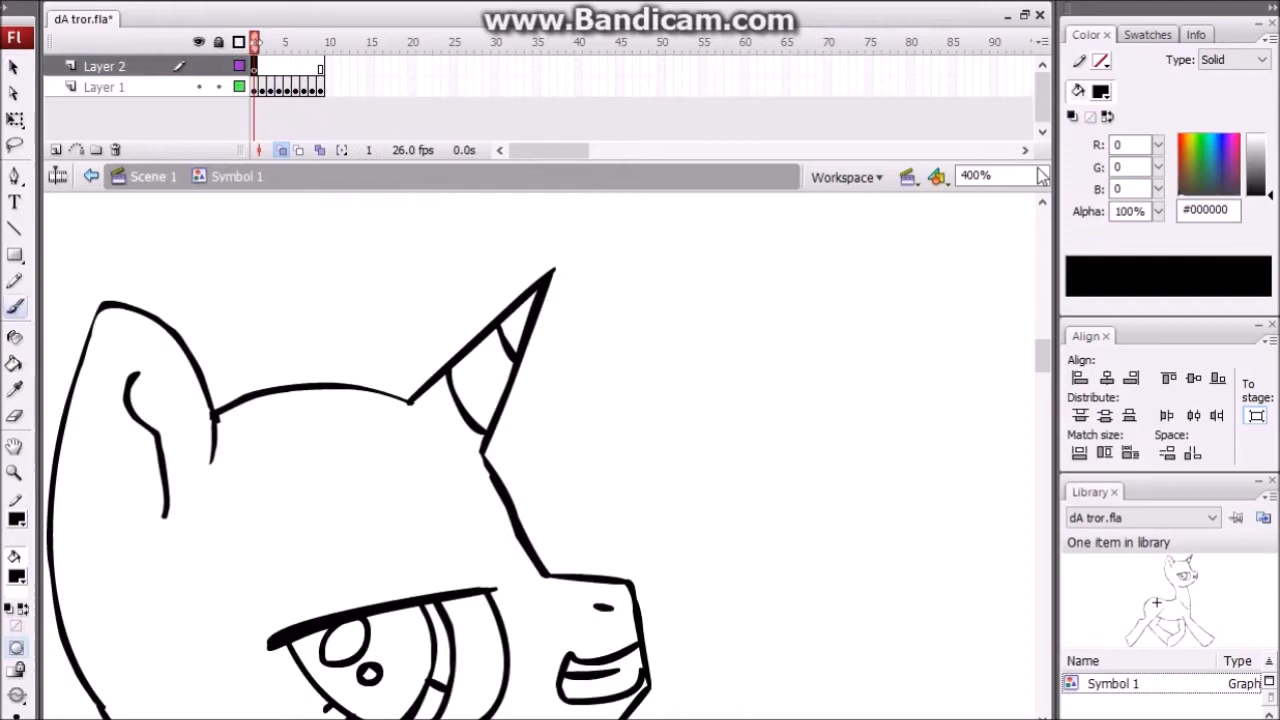 www.Bandicam.com
dA tror.fla*
Fl
5 10 15 20 25 30 35 40 45 50 55 60 65 70 75 80 85 90
Layer 2
Layer 1
1 26.0 fps 0.0s
Scene 1 Symbol 1 Workspace 400%
Color Swatches Info
Type: Solid
R: 0
G: 0
B: 0
Alpha: 100% #000000
Align
Align:
To
stage:
Distribute:
Match size: Space:
Library
dA tror.fla
One item in library
Name Type
Symbol 1 Graph